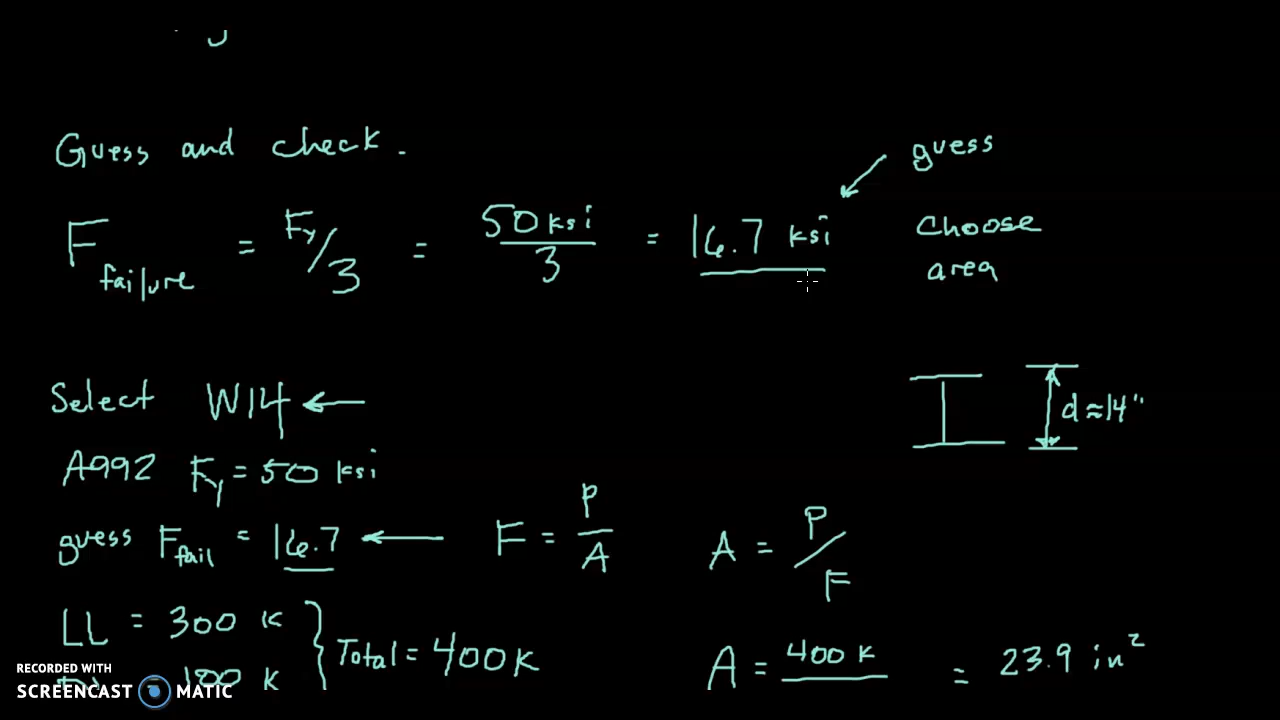 Guess and check.
guess
F failure = Fy/3 = 50 ksi / 3 = 16.7 ksi
Choose
area
Select W14
d ≈ 14"
A992 Fy = 50 ksi
guess F fail = 16.7
F = P / A
A = P / F
LL = 300 K
100 K
Total = 400 K
A = 400 K = 23.9 in²
RECORDED WITH
SCREENCAST MATIC